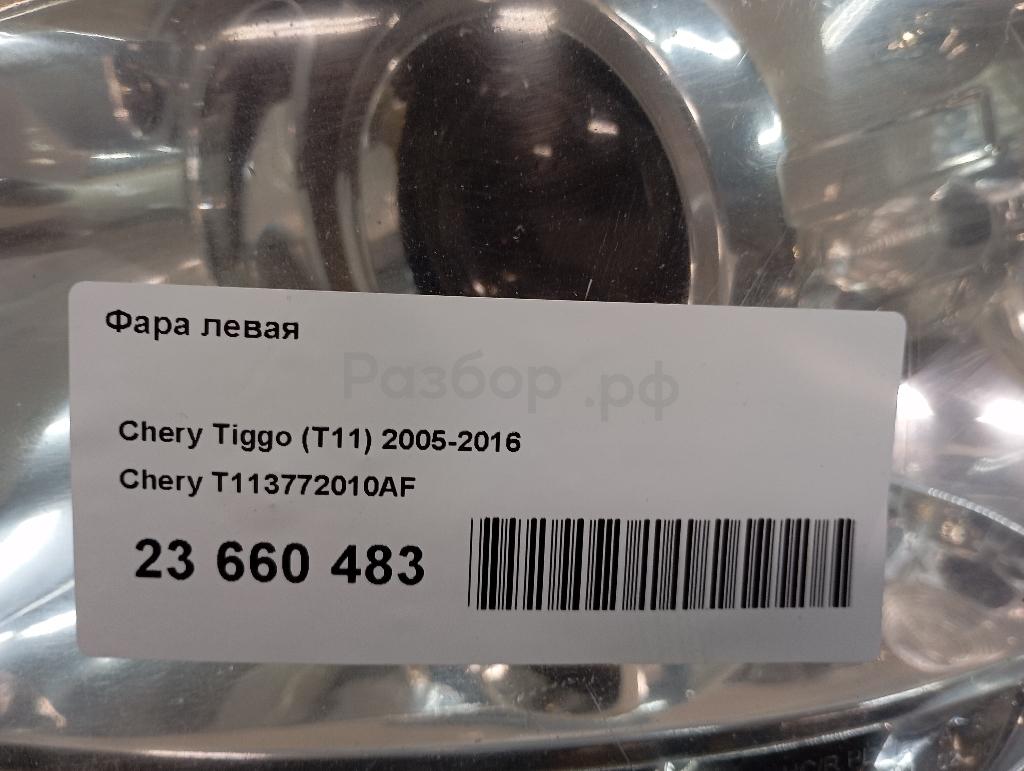 Фара левая
Разбор.рф
Chery Tiggo (T11) 2005-2016
Chery T113772010AF
23 660 483